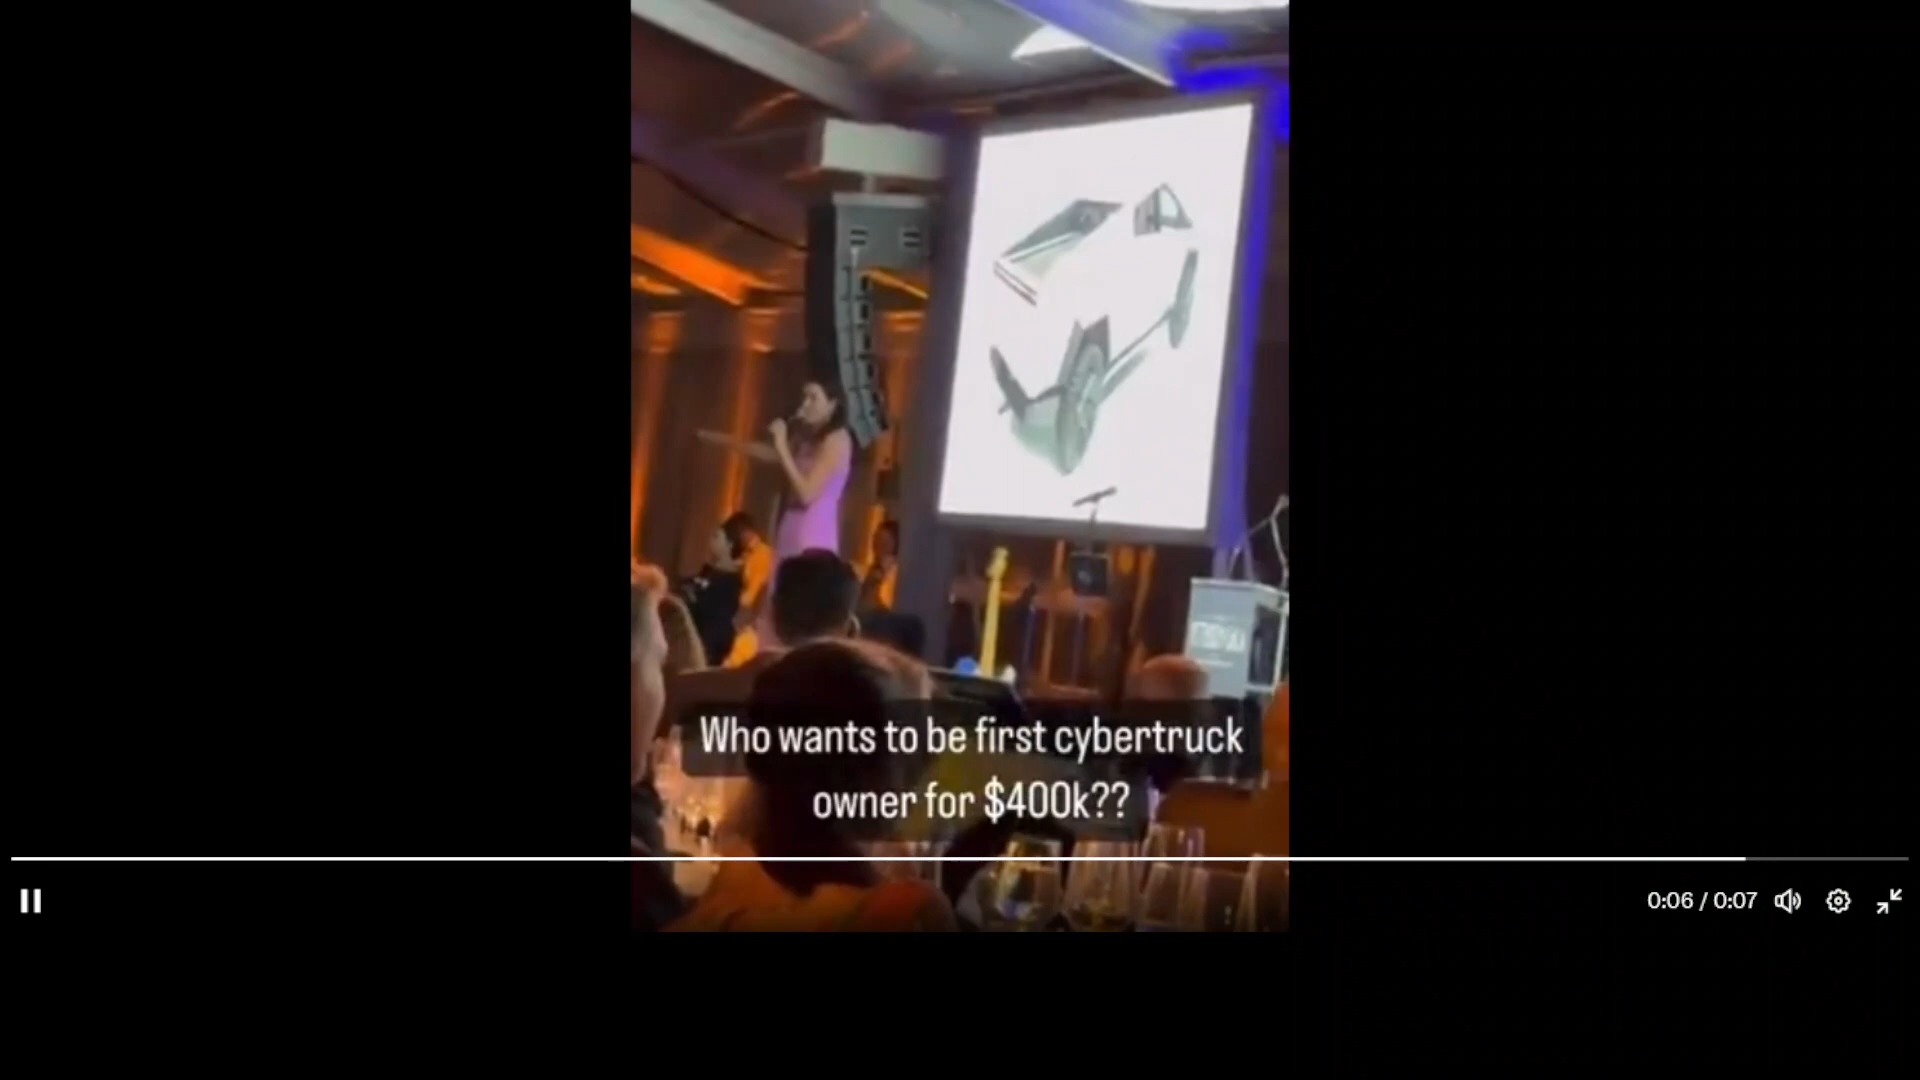 Who wants to be first cybertruck
owner for $400k??
0:06 / 0:07